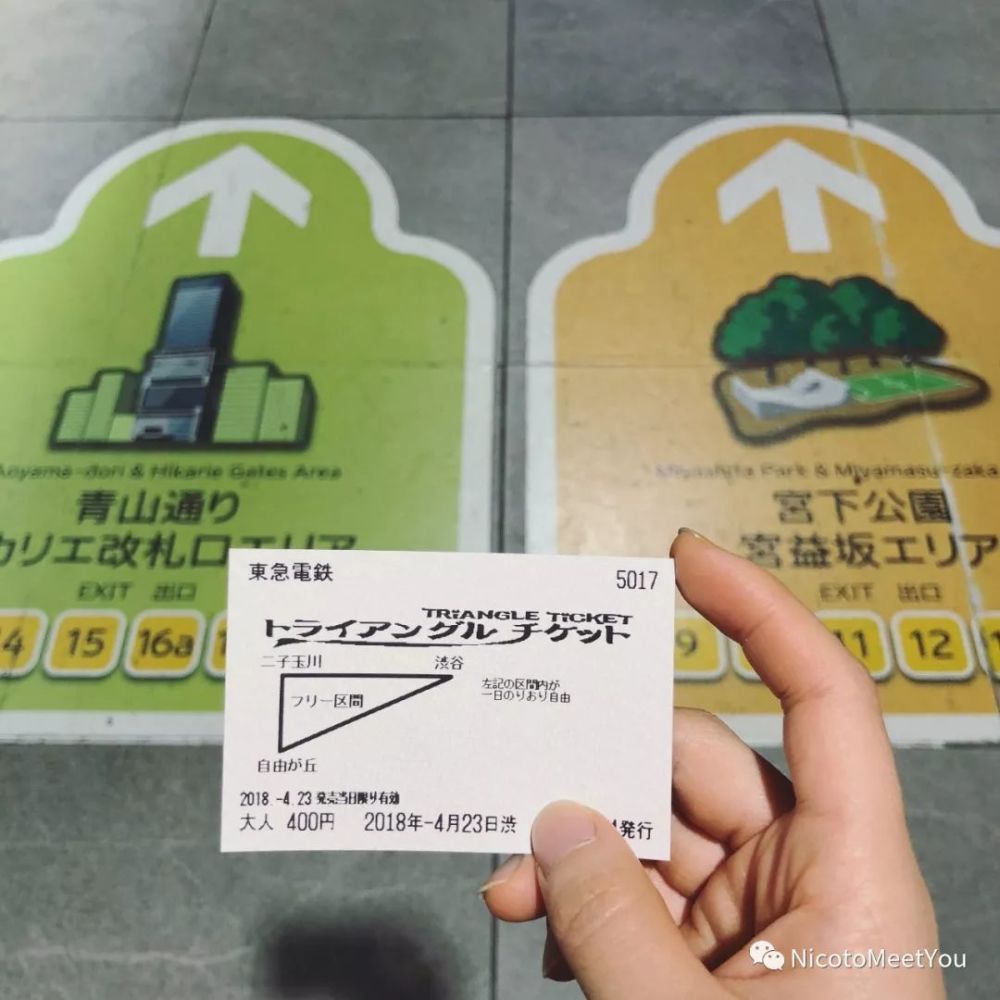 Aoyama-dori & Hikarie Gates Area
青山通り
カリエ改札口エリア
EXIT 出口
14 15 16a
Miyashita Park & Miyamasu-zaka
宮下公園
宮益坂エリア
EXIT 出口
9 11 12
東急電鉄
5017
TRiANGLE TiCKET
トライアングル チケット
二子玉川 渋谷
フリー区間
左記の区間内が
一日のりおり自由
自由が丘
2018.-4.23 発売当日限り有効
大人 400円 2018年-4月23日渋
発行
NicotoMeetYou